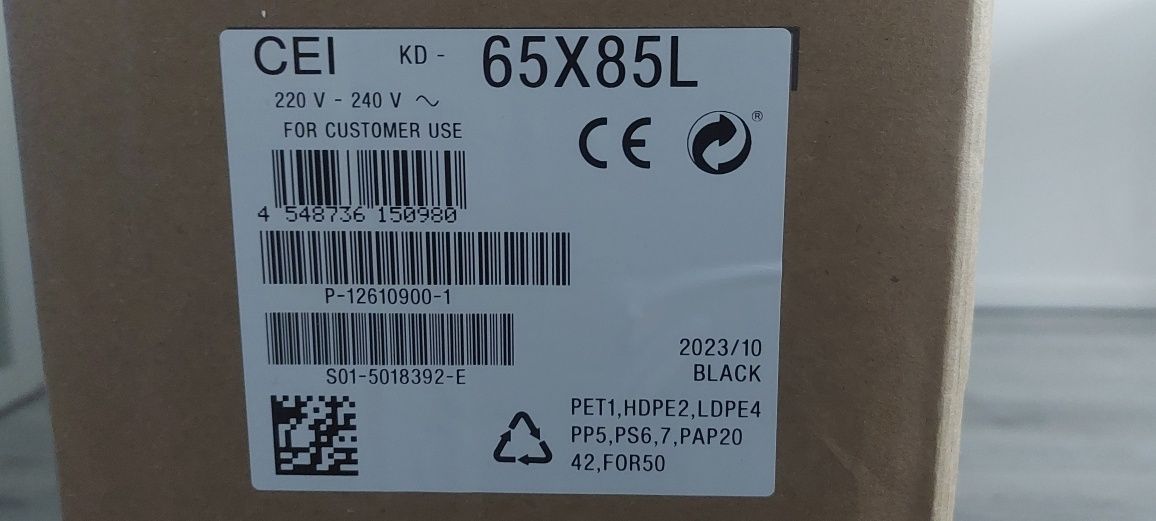 CEI KD - 65X85L
220 V - 240 V ~
FOR CUSTOMER USE
CE
®
4 548736 150980
P-12610900-1
S01-5018392-E
2023/10
BLACK
PET1,HDPE2,LDPE4
PP5,PS6,7,PAP20
42,FOR50